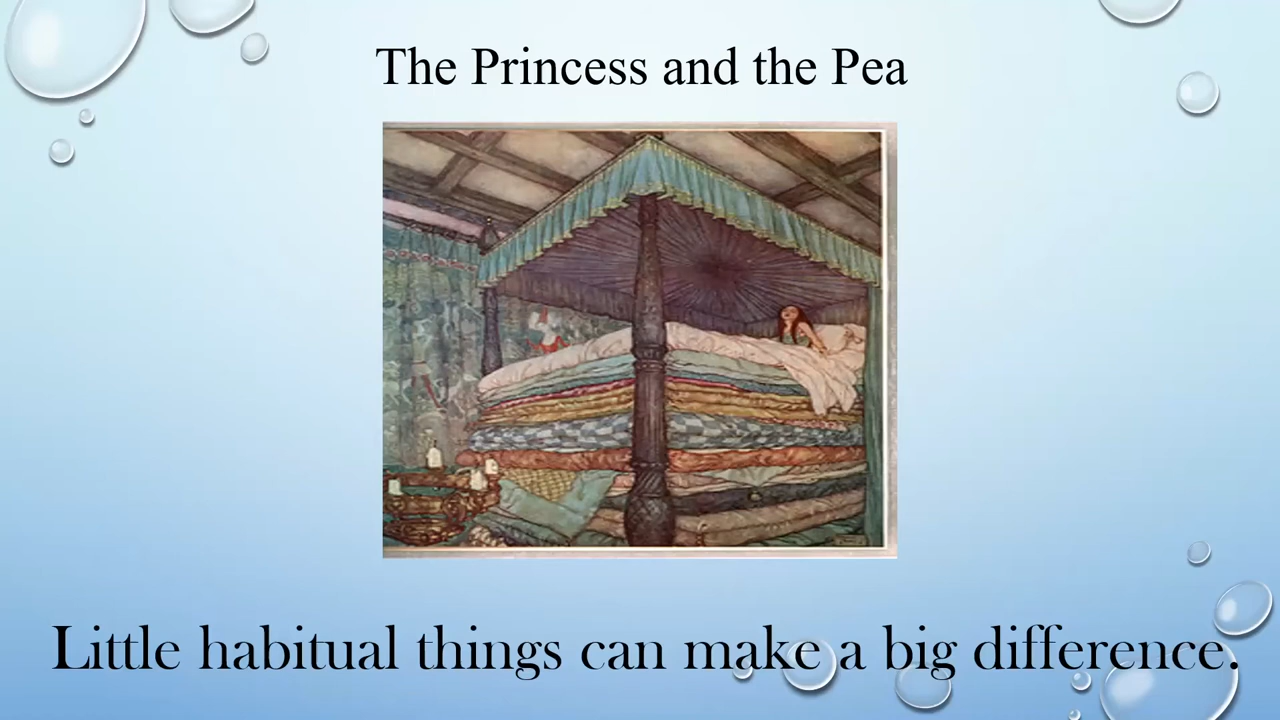 The Princess and the Pea
Little habitual things can make a big difference.